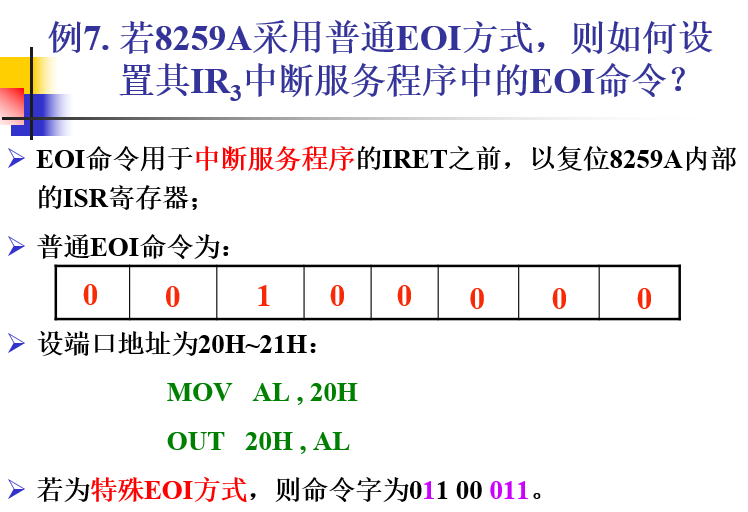 例7. 若8259A采用普通EOI方式，则如何设
置其IR3中断服务程序中的EOI命令？
EOI命令用于中断服务程序的IRET之前，以复位8259A内部
的ISR寄存器；
普通EOI命令为：
0 0 1 0 0 0 0 0
设端口地址为20H~21H：
MOV AL , 20H
OUT 20H , AL
若为特殊EOI方式，则命令字为011 00 011。